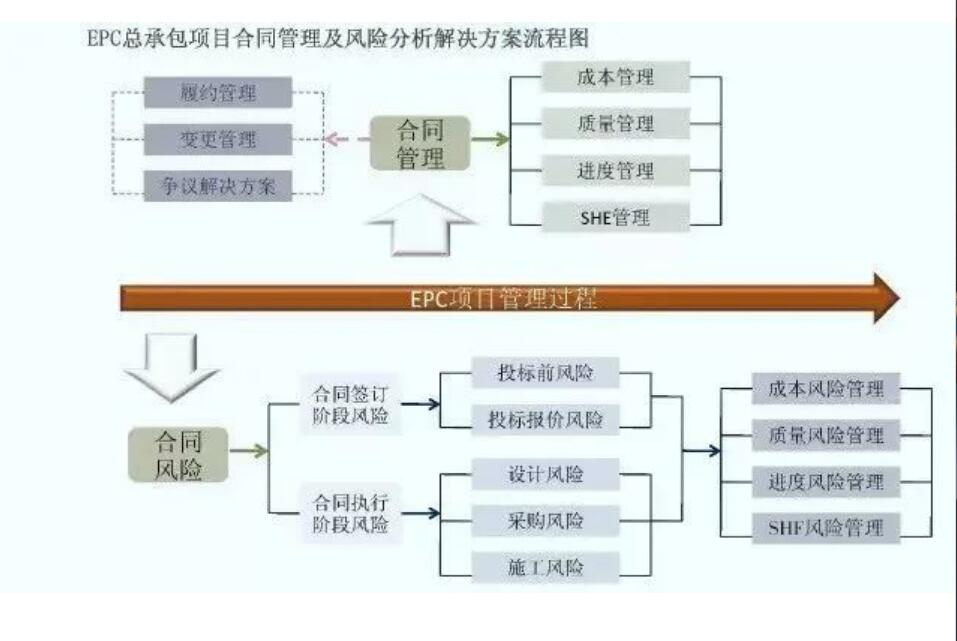 EPC总承包项目合同管理及风险分析解决方案流程图
履约管理
变更管理
争议解决方案
合同
管理
成本管理
质量管理
进度管理
SHE管理
EPC项目管理过程
合同
风险
合同签订
阶段风险
合同执行
阶段风险
投标前风险
投标报价风险
设计风险
采购风险
施工风险
成本风险管理
质量风险管理
进度风险管理
SHF风险管理